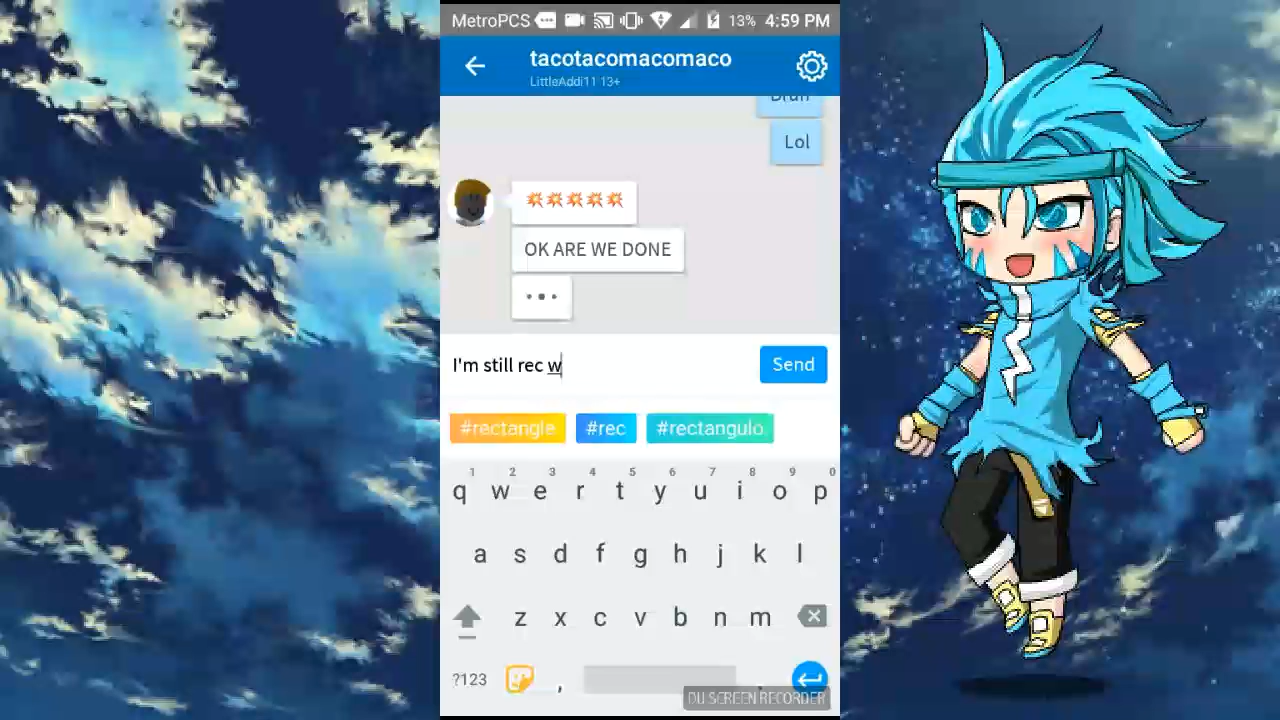 MetroPCS 13% 4:59 PM
tacotacomacomaco
LittleAddi11 13+
Lol
💥💥💥💥💥
OK ARE WE DONE
•••
I'm still rec w
Send
#rectangle #rec #rectangulo
1 2 3 4 5 6 7 8 9 0
q w e r t y u i o p
a s d f g h j k l
z x c v b n m
?123 , .
DU SCREEN RECORDER